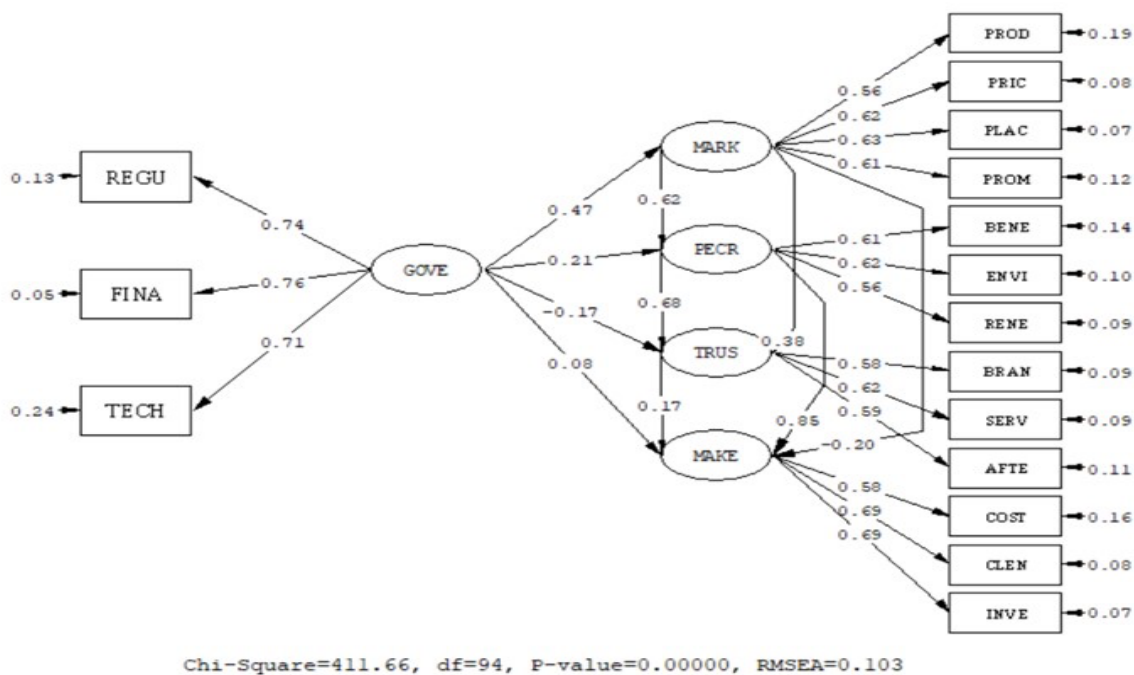 PROD
0.19
0.56
PRIC
0.08
0.62
MARK
PLAC
0.07
0.63
REGU
0.13
0.61
PROM
0.12
0.74
0.47
0.62
BENE
0.14
0.61
GOVE
0.21
PECR
0.62
ENVI
0.10
FINA
0.05
0.76
0.56
RENE
0.09
-0.17
0.68
0.38
0.71
0.08
TRUS
0.58
BRAN
0.09
TECH
0.24
0.17
0.62
SERV
0.09
0.59
0.85
-0.20
MAKE
AFTE
0.11
0.58
COST
0.16
0.69
CLEN
0.08
0.69
INVE
0.07
Chi-Square=411.66, df=94, P-value=0.00000, RMSEA=0.103